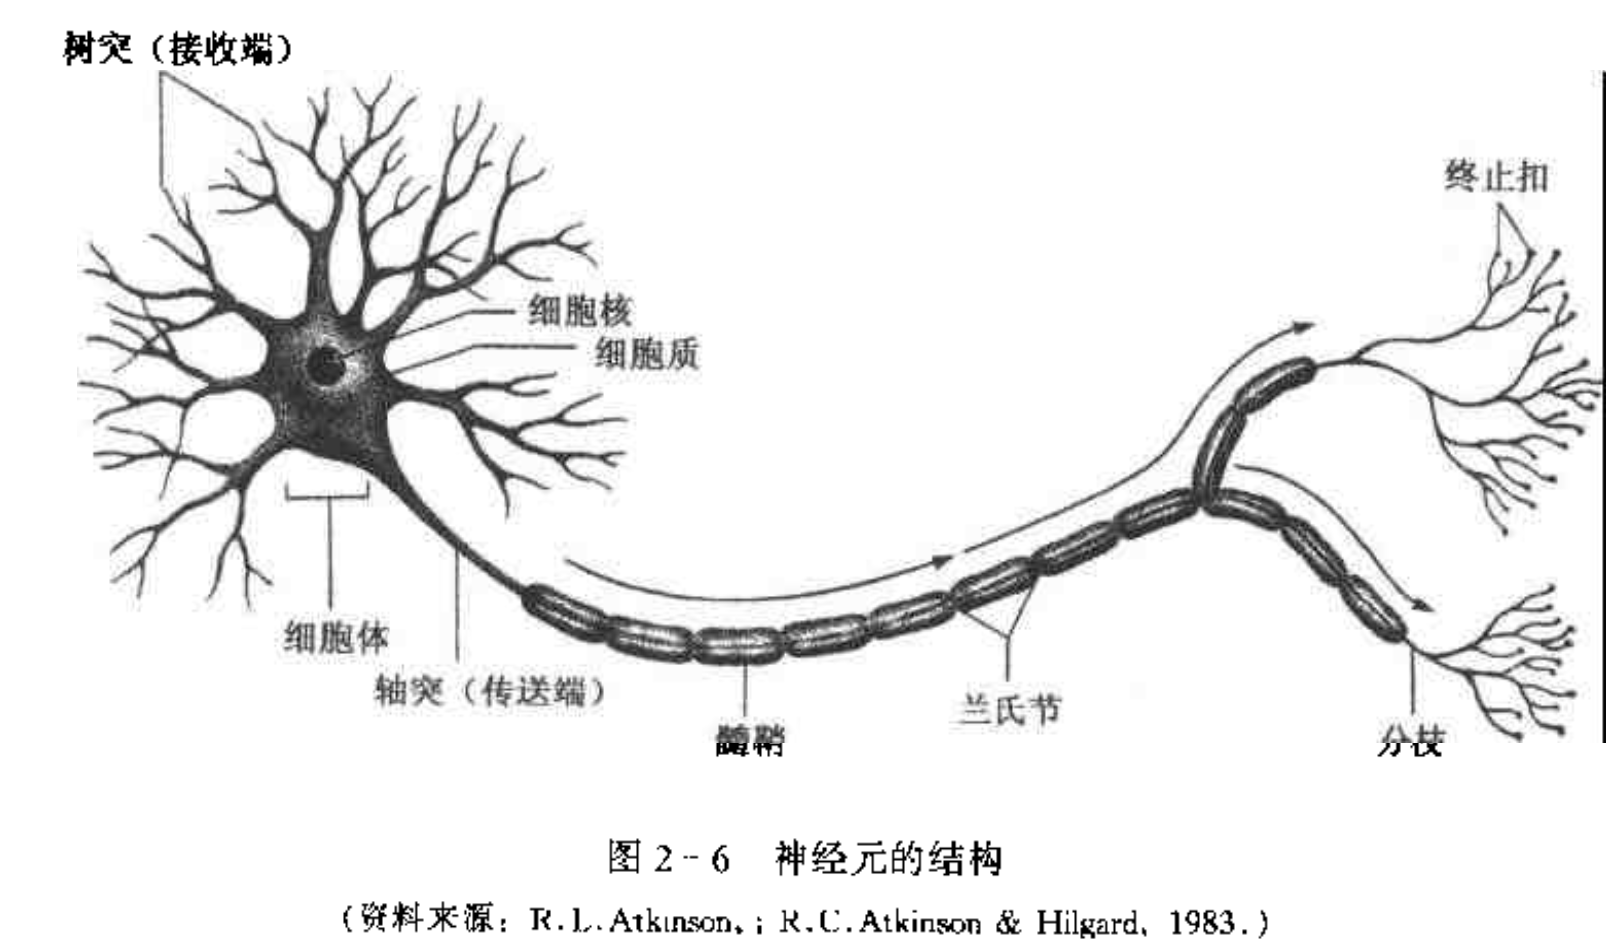 树突（接收端）
终止扣
细胞核
细胞质
细胞体
轴突（传送端）
兰氏节
髓鞘
分枝
图 2-6 神经元的结构
（资料来源：R.L.Atkinson,；R.C.Atkinson & Hilgard, 1983.）